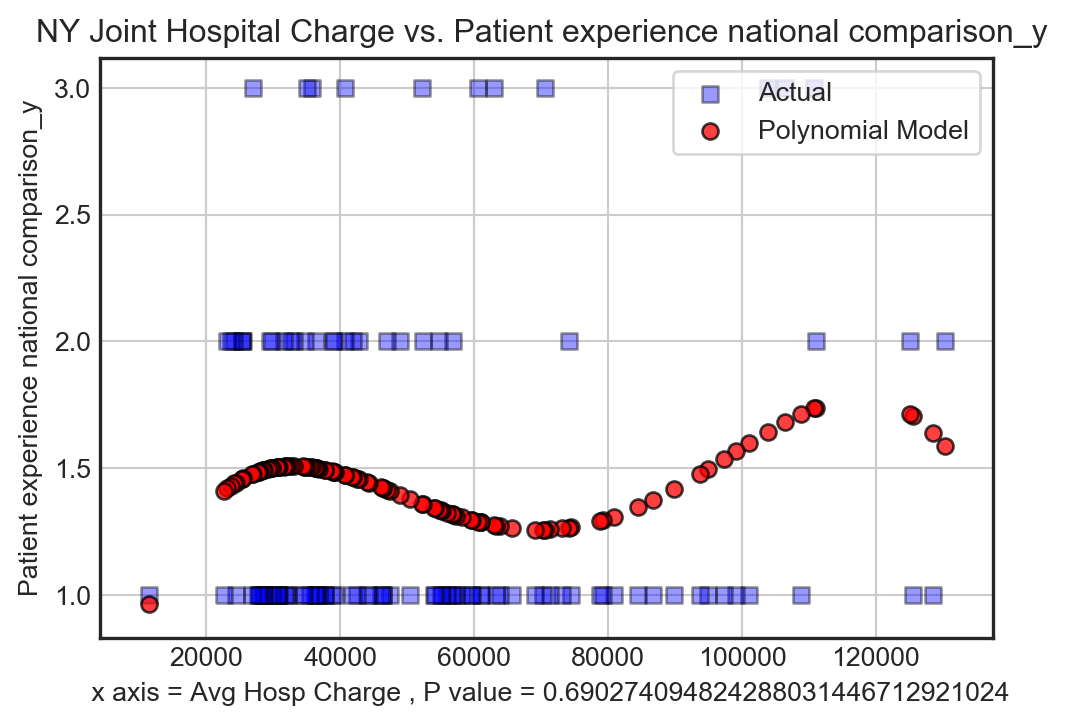 NY Joint Hospital Charge vs. Patient experience national comparison_y
Patient experience national comparison_y
3.0
2.5
2.0
1.5
1.0
Actual
Polynomial Model
20000 40000 60000 80000 100000 120000
x axis = Avg Hosp Charge , P value = 0.6902740948242880314467129210​24